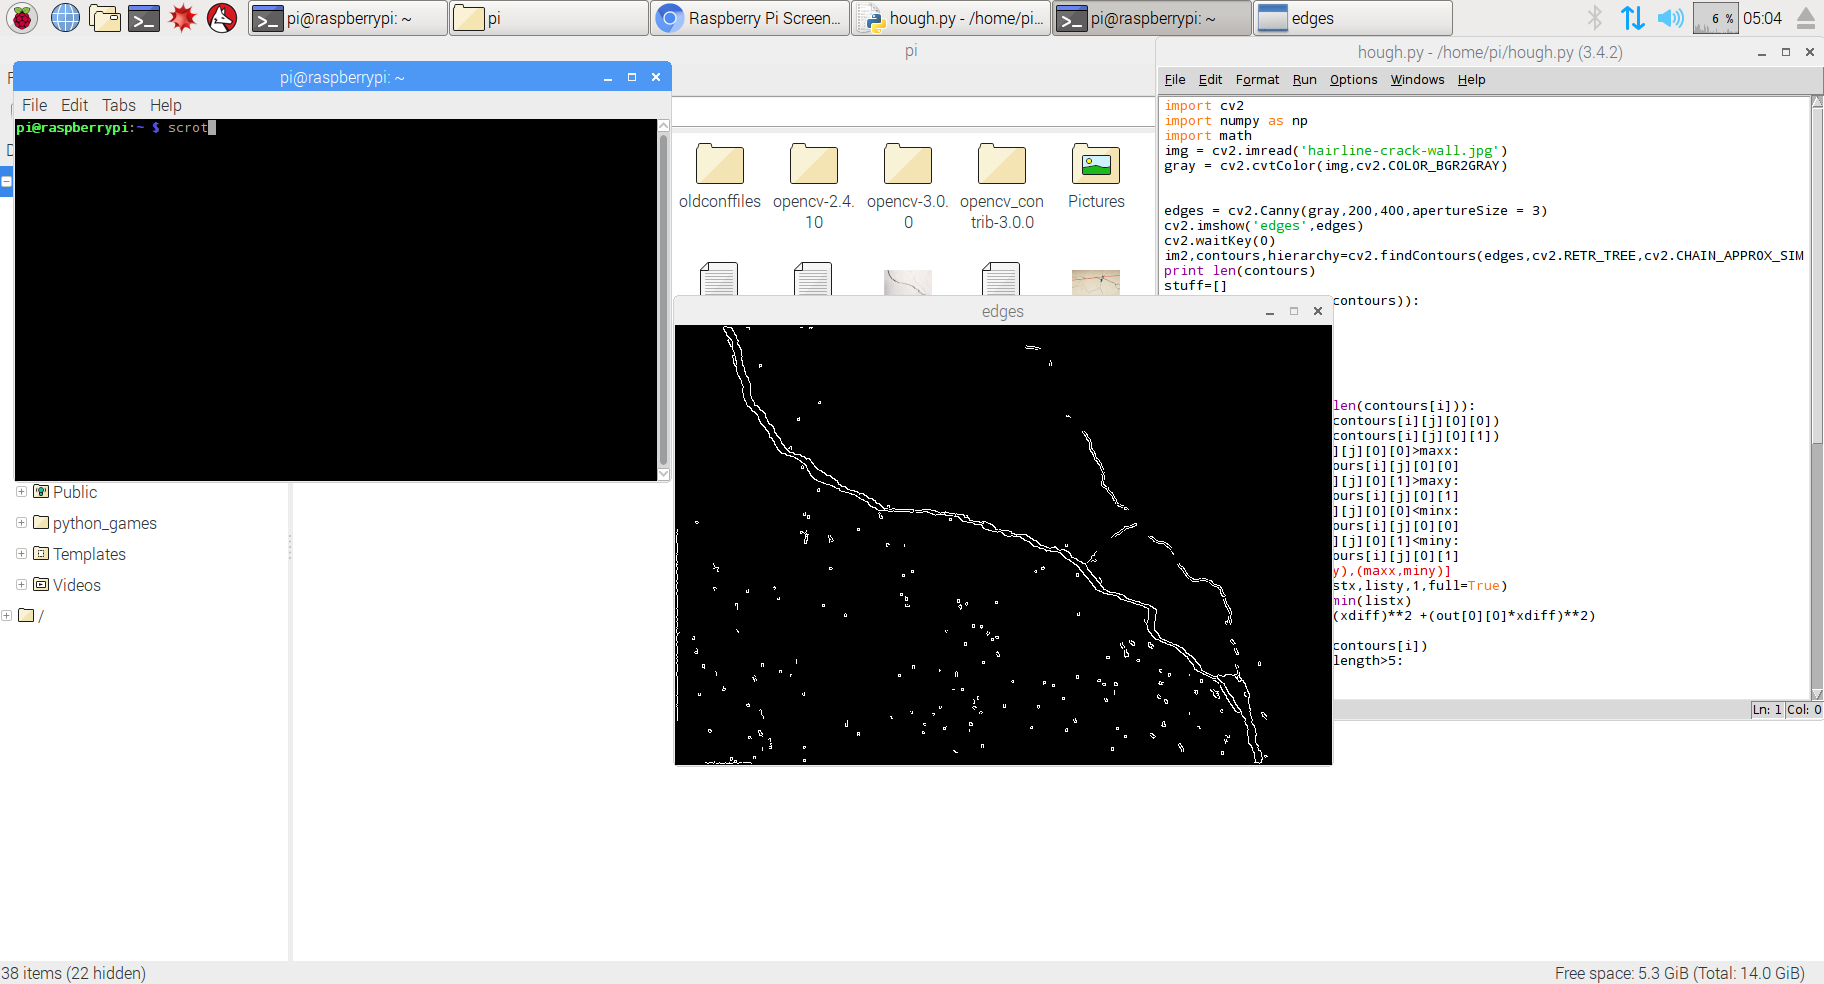 pi@raspberrypi: ~
pi
Raspberry Pi Screen...
hough.py - /home/pi...
pi@raspberrypi: ~
edges
6 %
05:04
pi
pi@raspberrypi: ~
File Edit Tabs Help
pi@raspberrypi:~ $ scrot
oldconffiles
opencv-2.4.
10
opencv-3.0.
0
opencv_con
trib-3.0.0
Pictures
Public
python_games
Templates
Videos
/
38 items (22 hidden)
Free space: 5.3 GiB (Total: 14.0 GiB)
hough.py - /home/pi/hough.py (3.4.2)
File Edit Format Run Options Windows Help
import cv2
import numpy as np
import math
img = cv2.imread('hairline-crack-wall.jpg')
gray = cv2.cvtColor(img,cv2.COLOR_BGR2GRAY)
edges = cv2.Canny(gray,200,400,apertureSize = 3)
cv2.imshow('edges',edges)
cv2.waitKey(0)
im2,contours,hierarchy=cv2.findContours(edges,cv2.RETR_TREE,cv2.CHAIN_APPROX_SIM
print len(contours)
stuff=[]
contours)):
len(contours[i])):
contours[i][j][0][0])
contours[i][j][0][1])
][j][0][0]>maxx:
ours[i][j][0][0]
][j][0][1]>maxy:
ours[i][j][0][1]
][j][0][0]<minx:
ours[i][j][0][0]
][j][0][1]<miny:
ours[i][j][0][1]
y),(maxx,miny)]
stx,listy,1,full=True)
min(listx)
(xdiff)**2 +(out[0][0]*xdiff)**2)
contours[i])
length>5:
Ln: 1 Col: 0
edges